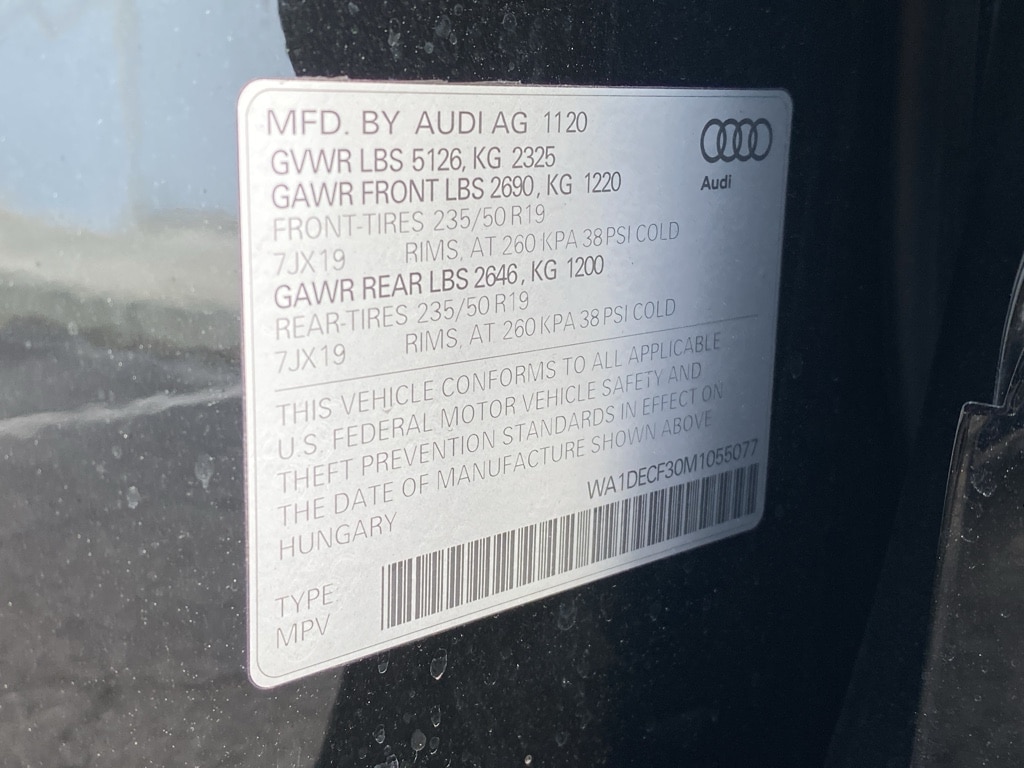 MFD. BY AUDI AG 1120
GVWR LBS 5126, KG 2325
GAWR FRONT LBS 2690, KG 1220
FRONT-TIRES 235/50 R19
7JX19 RIMS, AT 260 KPA 38 PSI COLD
GAWR REAR LBS 2646, KG 1200
REAR-TIRES 235/50 R19
7JX19 RIMS, AT 260 KPA 38 PSI COLD
Audi
THIS VEHICLE CONFORMS TO ALL APPLICABLE
U.S. FEDERAL MOTOR VEHICLE SAFETY AND
THEFT PREVENTION STANDARDS IN EFFECT ON
THE DATE OF MANUFACTURE SHOWN ABOVE
HUNGARY
WA1DECF30M1055077
TYPE:
MPV